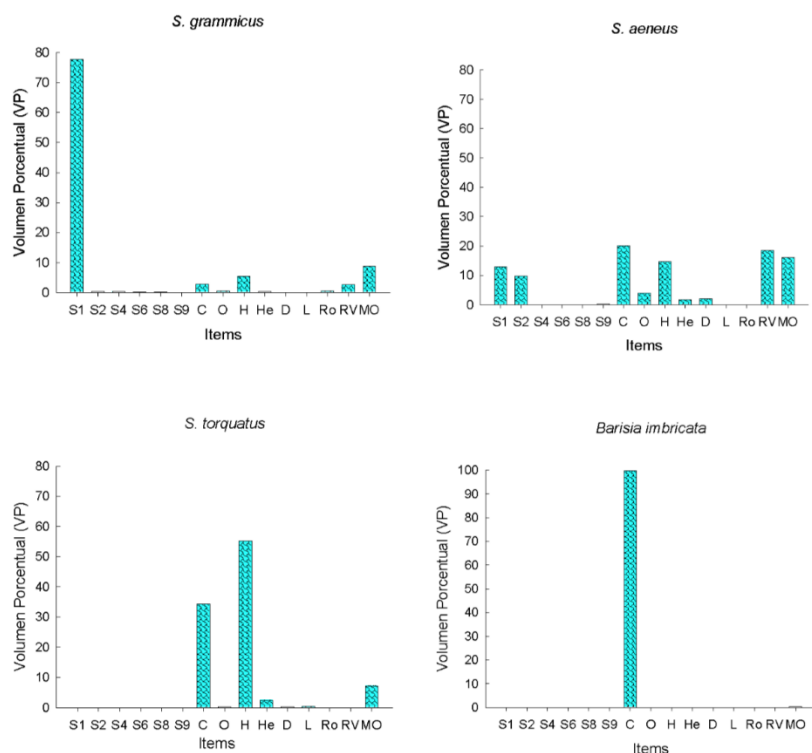 S. grammicus
Volumen Porcentual (VP)
80
70
60
50
40
30
20
10
0
S1 S2 S4 S6 S8 S9 C O H He D L Ro RV MO
Items
S. aeneus
Volumen Porcentual (VP)
80
70
60
50
40
30
20
10
0
S1 S2 S4 S6 S8 S9 C O H He D L Ro RV MO
Items
S. torquatus
Volumen Porcentual (VP)
80
70
60
50
40
30
20
10
0
S1 S2 S4 S6 S8 S9 C O H He D L Ro RV MO
Items
Barisia imbricata
Volumen Porcentual (VP)
100
90
80
70
60
50
40
30
20
10
0
S1 S2 S4 S6 S8 S9 C O H He D L Ro RV MO
Items